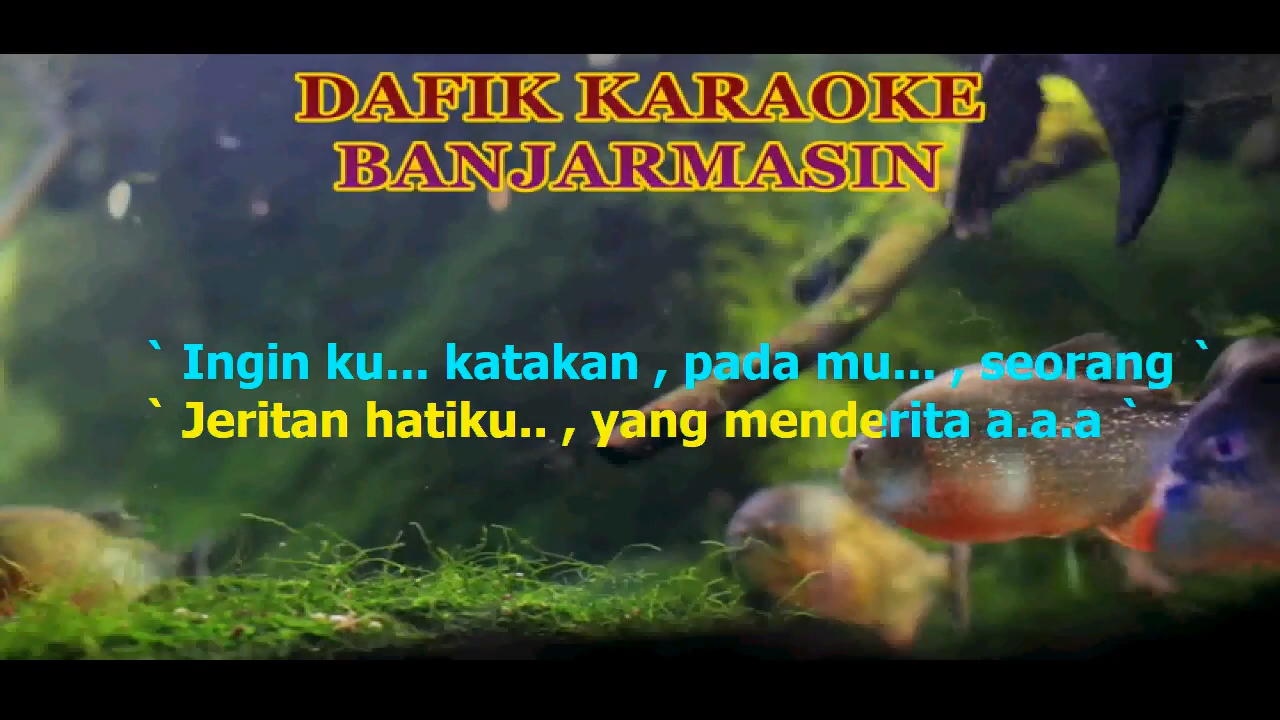 DAFIK KARAOKE
BANJARMASIN
` Ingin ku... katakan , pada mu... , seorang `
` Jeritan hatiku.. , yang menderita a.a.a `